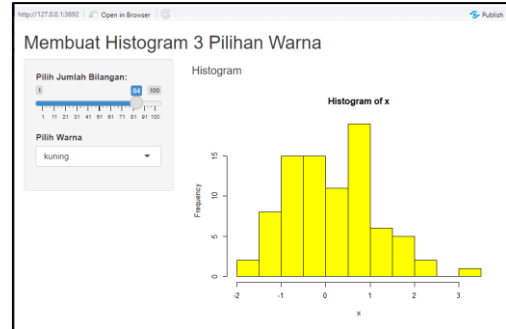 http://127.0.0.1:3692 Open in Browser Publish
Membuat Histogram 3 Pilihan Warna
Pilih Jumlah Bilangan:
1 84 100
1 11 21 31 41 51 61 71 81 91 100
Pilih Warna
kuning
Histogram
Histogram of x
Frequency
15
10
5
0
-2 -1 0 1 2 3
x